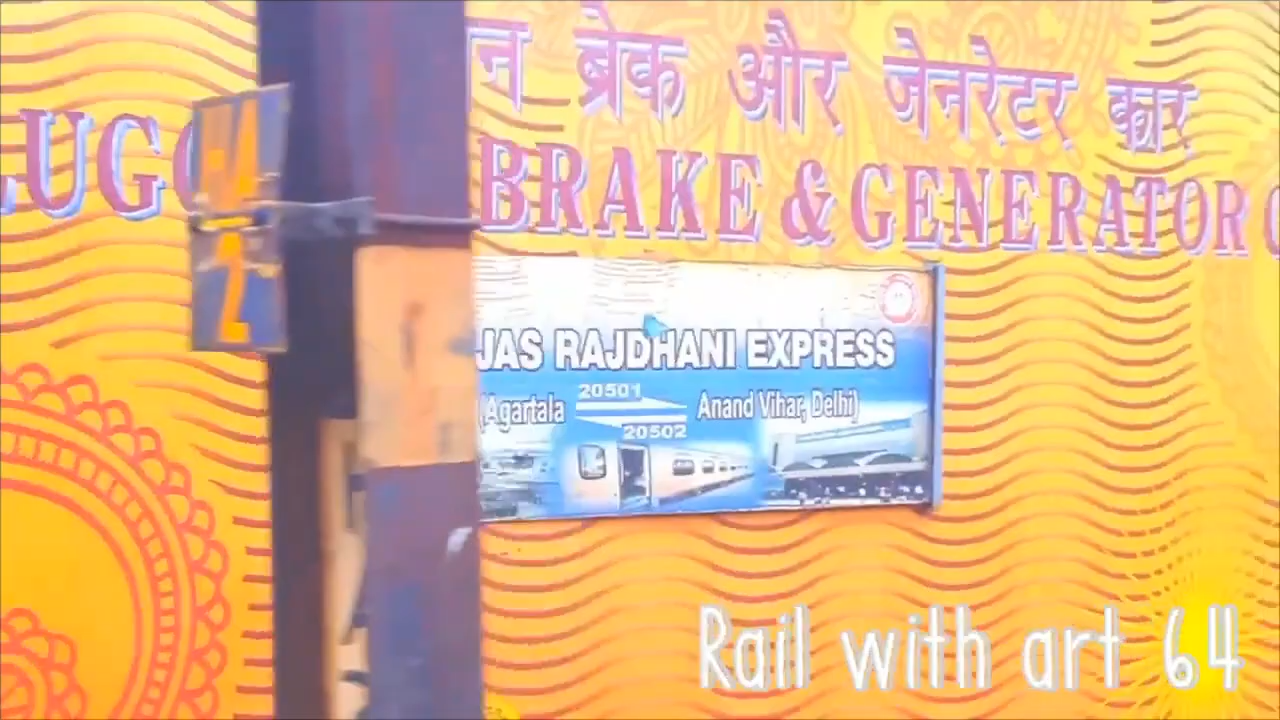 न ब्रेक और जेनरेटर कार
LUGG BRAKE & GENERATOR C
JAS RAJDHANI EXPRESS
20501
(Agartala Anand Vihar, Delhi)
20502
Rail with art 64